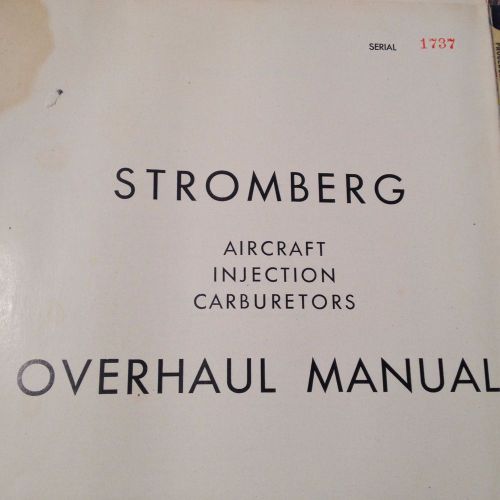 SERIAL 1737
STROMBERG
AIRCRAFT
INJECTION
CARBURETORS
OVERHAUL MANUAL